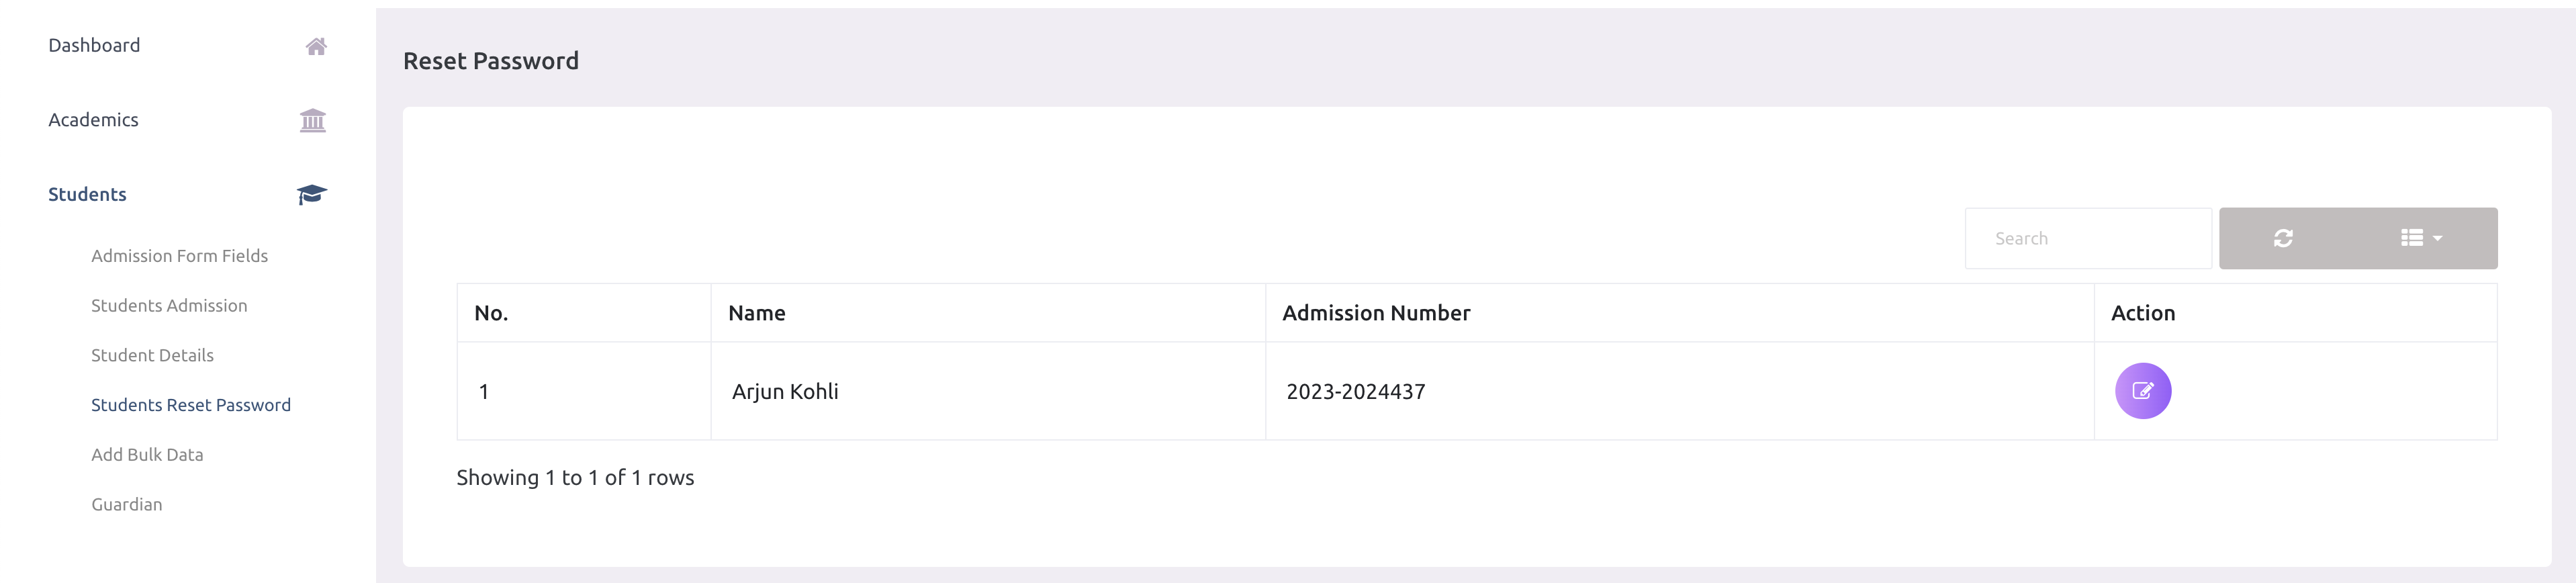 Dashboard
Academics
Students
Admission Form Fields
Students Admission
Student Details
Students Reset Password
Add Bulk Data
Guardian
Reset Password
Search
No. Name Admission Number Action
1 Arjun Kohli 2023-2024437
Showing 1 to 1 of 1 rows